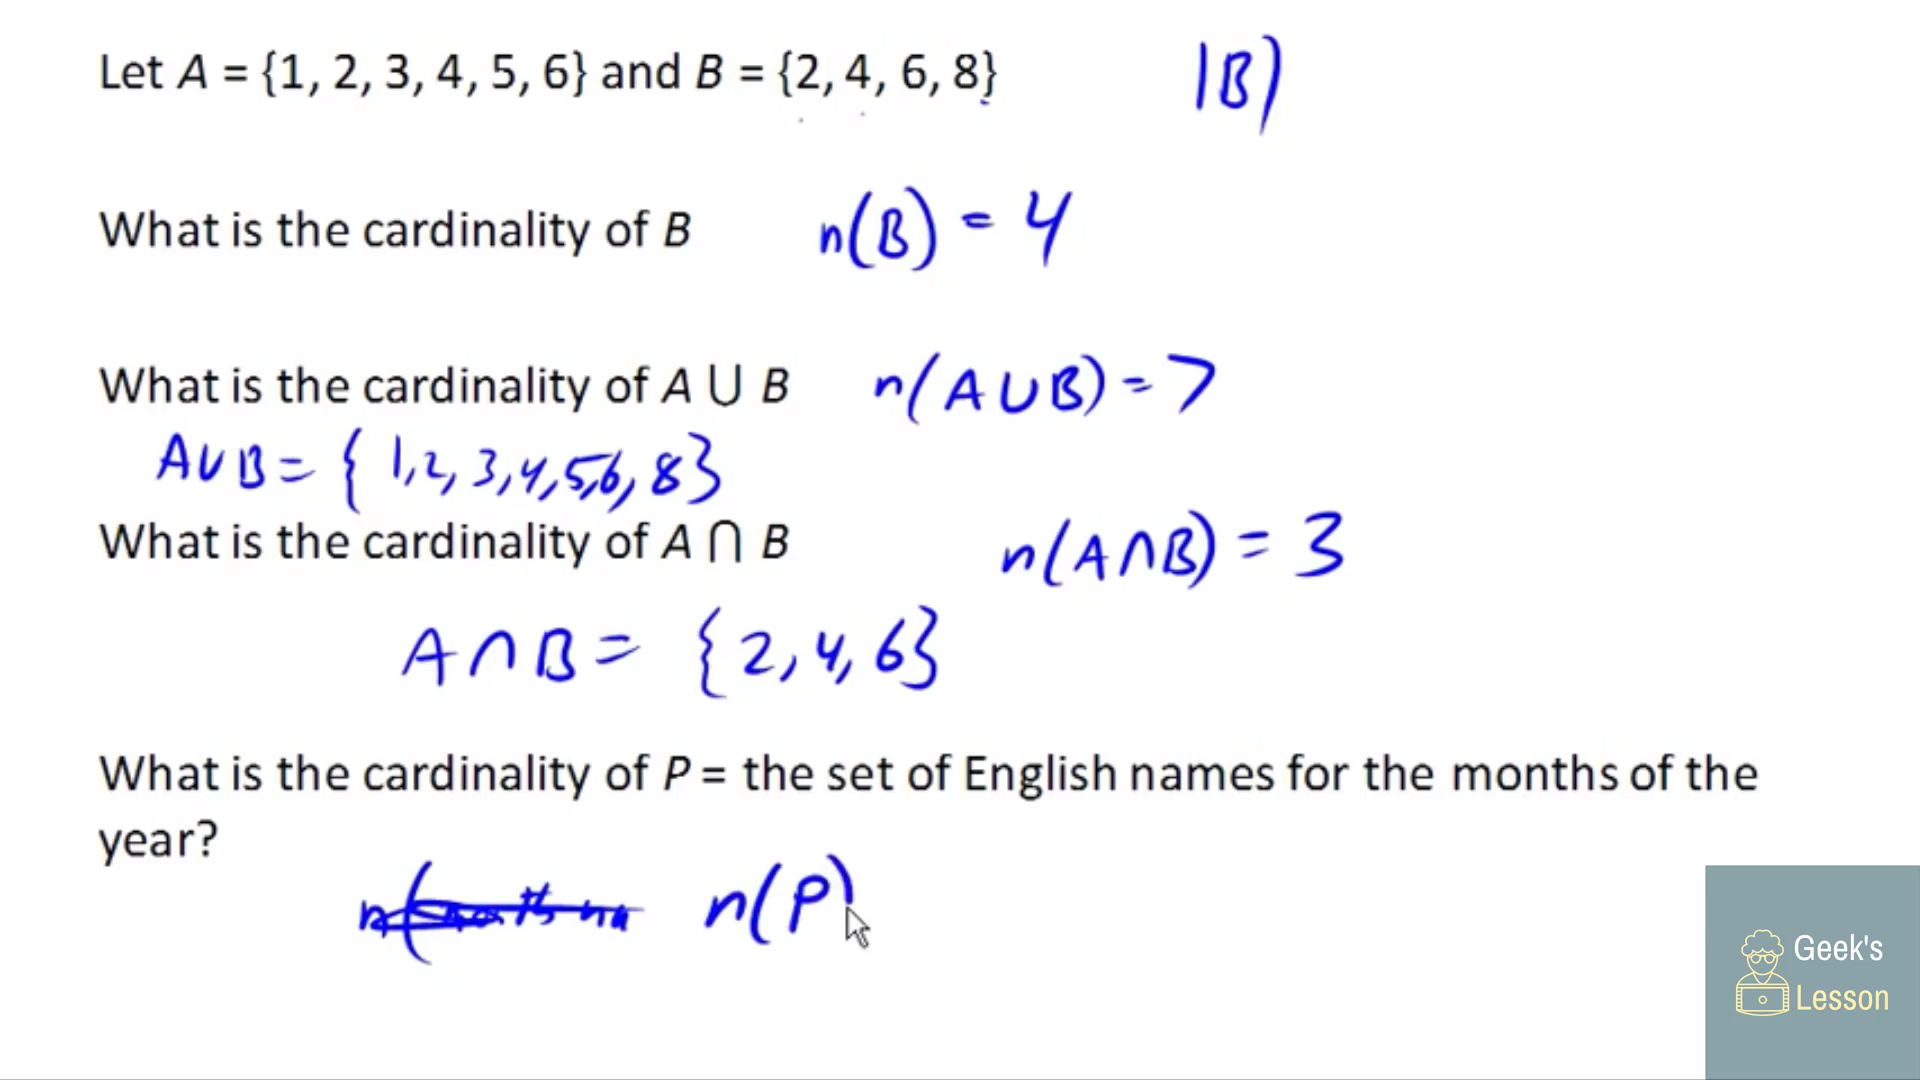 Let A = {1, 2, 3, 4, 5, 6} and B = {2, 4, 6, 8} |B|
What is the cardinality of B n(B) = 4
What is the cardinality of A ∪ B n(A∪B) = 7
A∪B = { 1,2, 3,4,5,6, 8}
What is the cardinality of A ∩ B n(A∩B) = 3
A∩B = {2,4,6}
What is the cardinality of P = the set of English names for the months of the
year?
n(P)
Geek's
Lesson